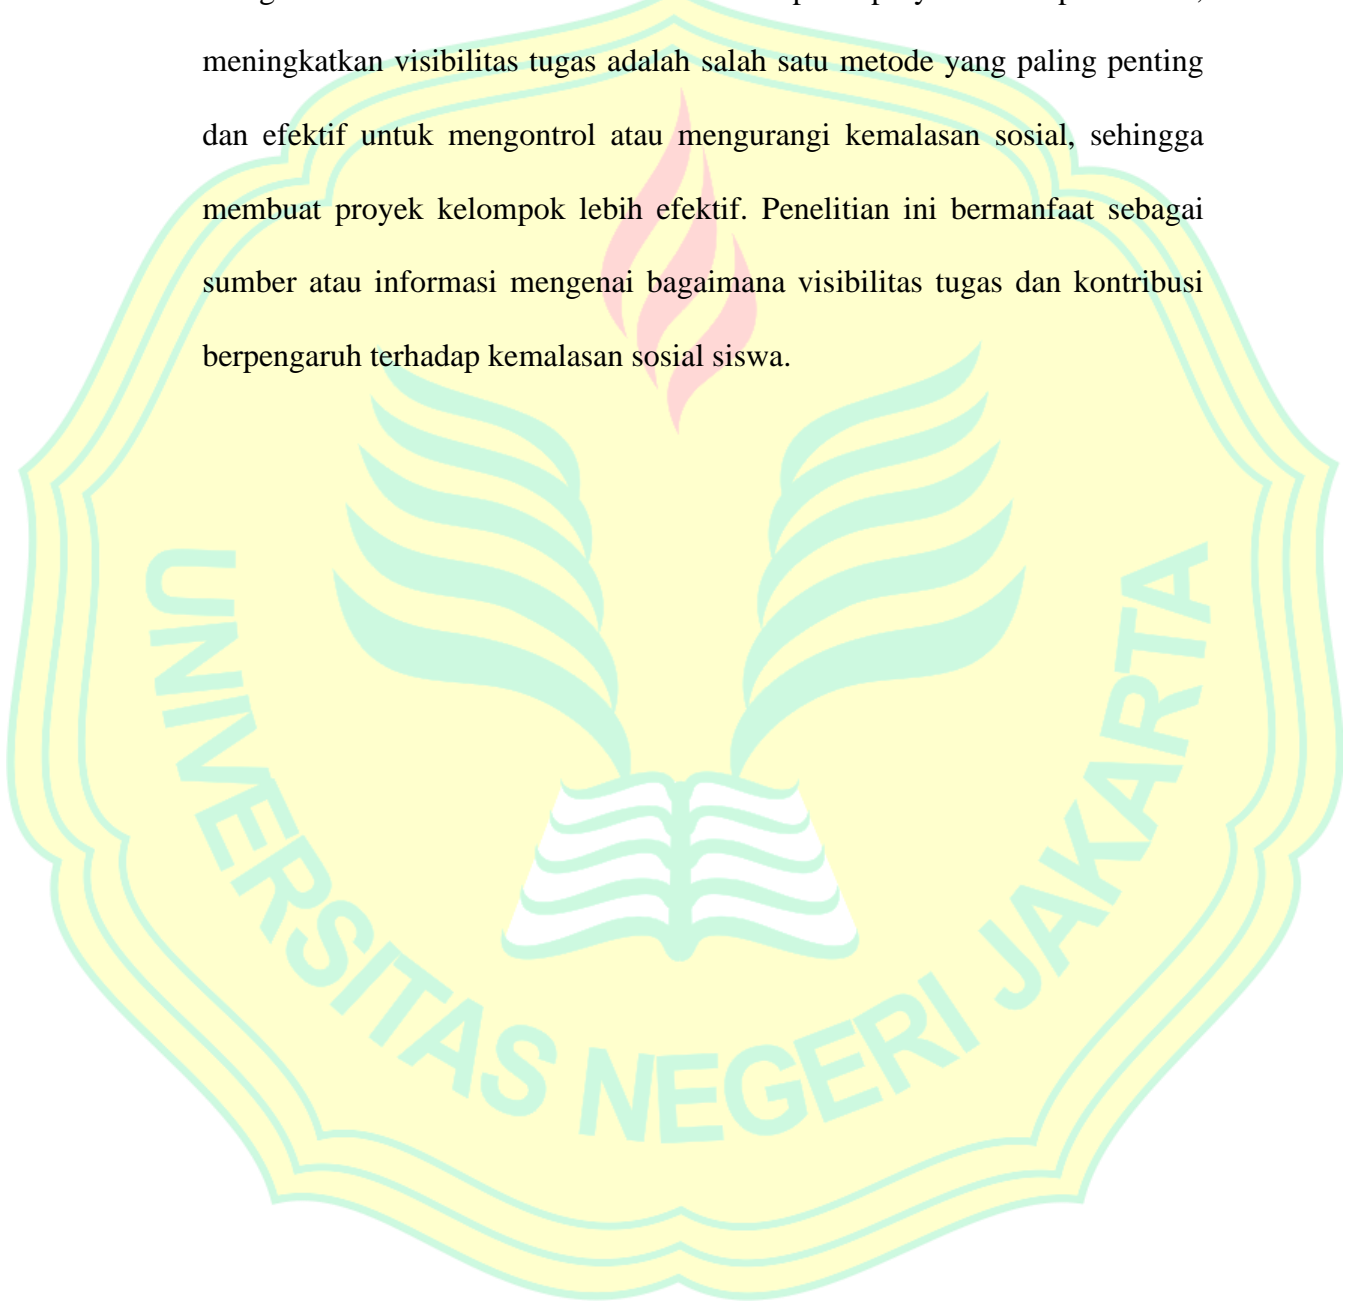 meningkatkan visibilitas tugas adalah salah satu metode yang paling penting
dan efektif untuk mengontrol atau mengurangi kemalasan sosial, sehingga
membuat proyek kelompok lebih efektif. Penelitian ini bermanfaat sebagai
sumber atau informasi mengenai bagaimana visibilitas tugas dan kontribusi
berpengaruh terhadap kemalasan sosial siswa.
UNIVERSITAS NEGERI JAKARTA